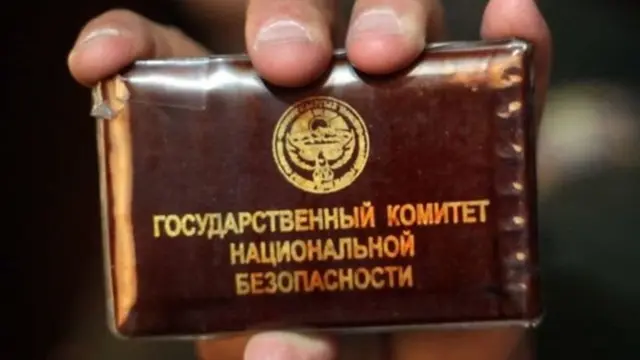 ГОСУДАРСТВЕННЫЙ КОМИТЕТ
НАЦИОНАЛЬНОЙ
БЕЗОПАСНОСТИ